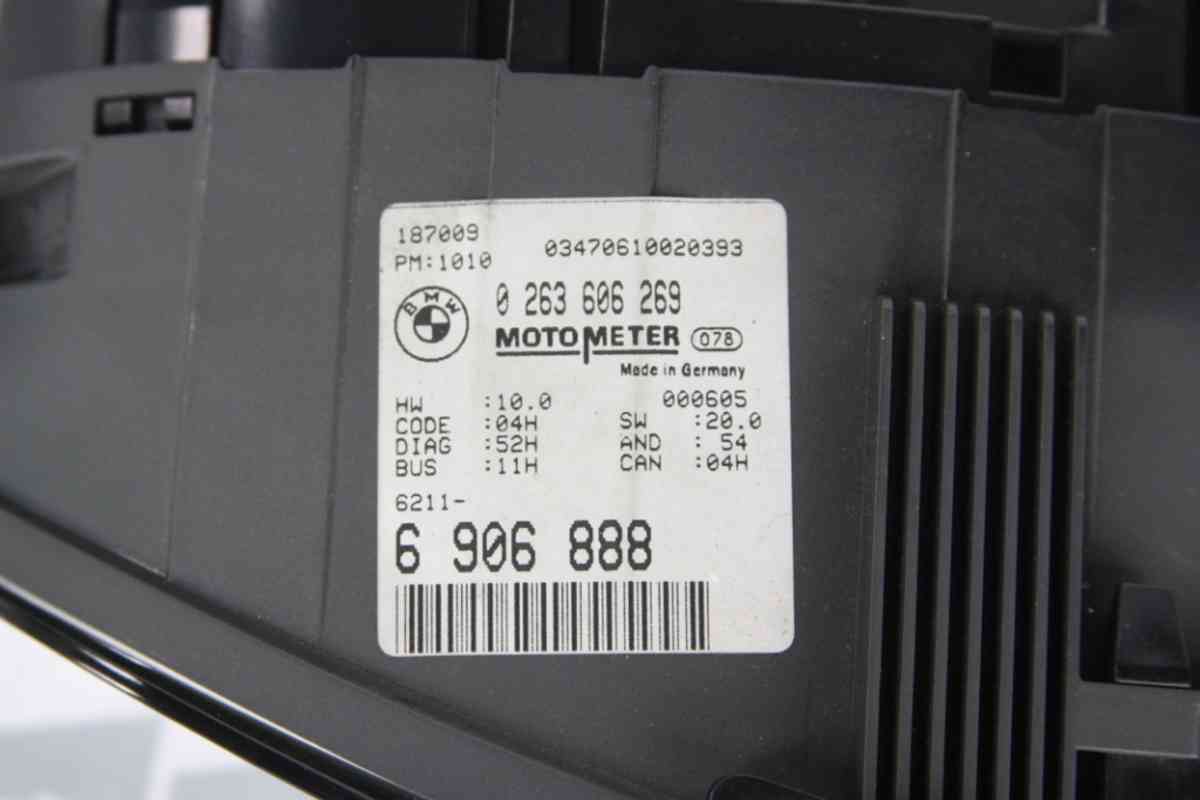 187009
PM:1010
03470610020393
BMW
0 263 606 269
MOTOMETER 078
Made in Germany
000605
HW :10.0
CODE :04H
DIAG :52H
BUS :11H
SW :20.0
AND : 54
CAN :04H
6211-
6 906 888